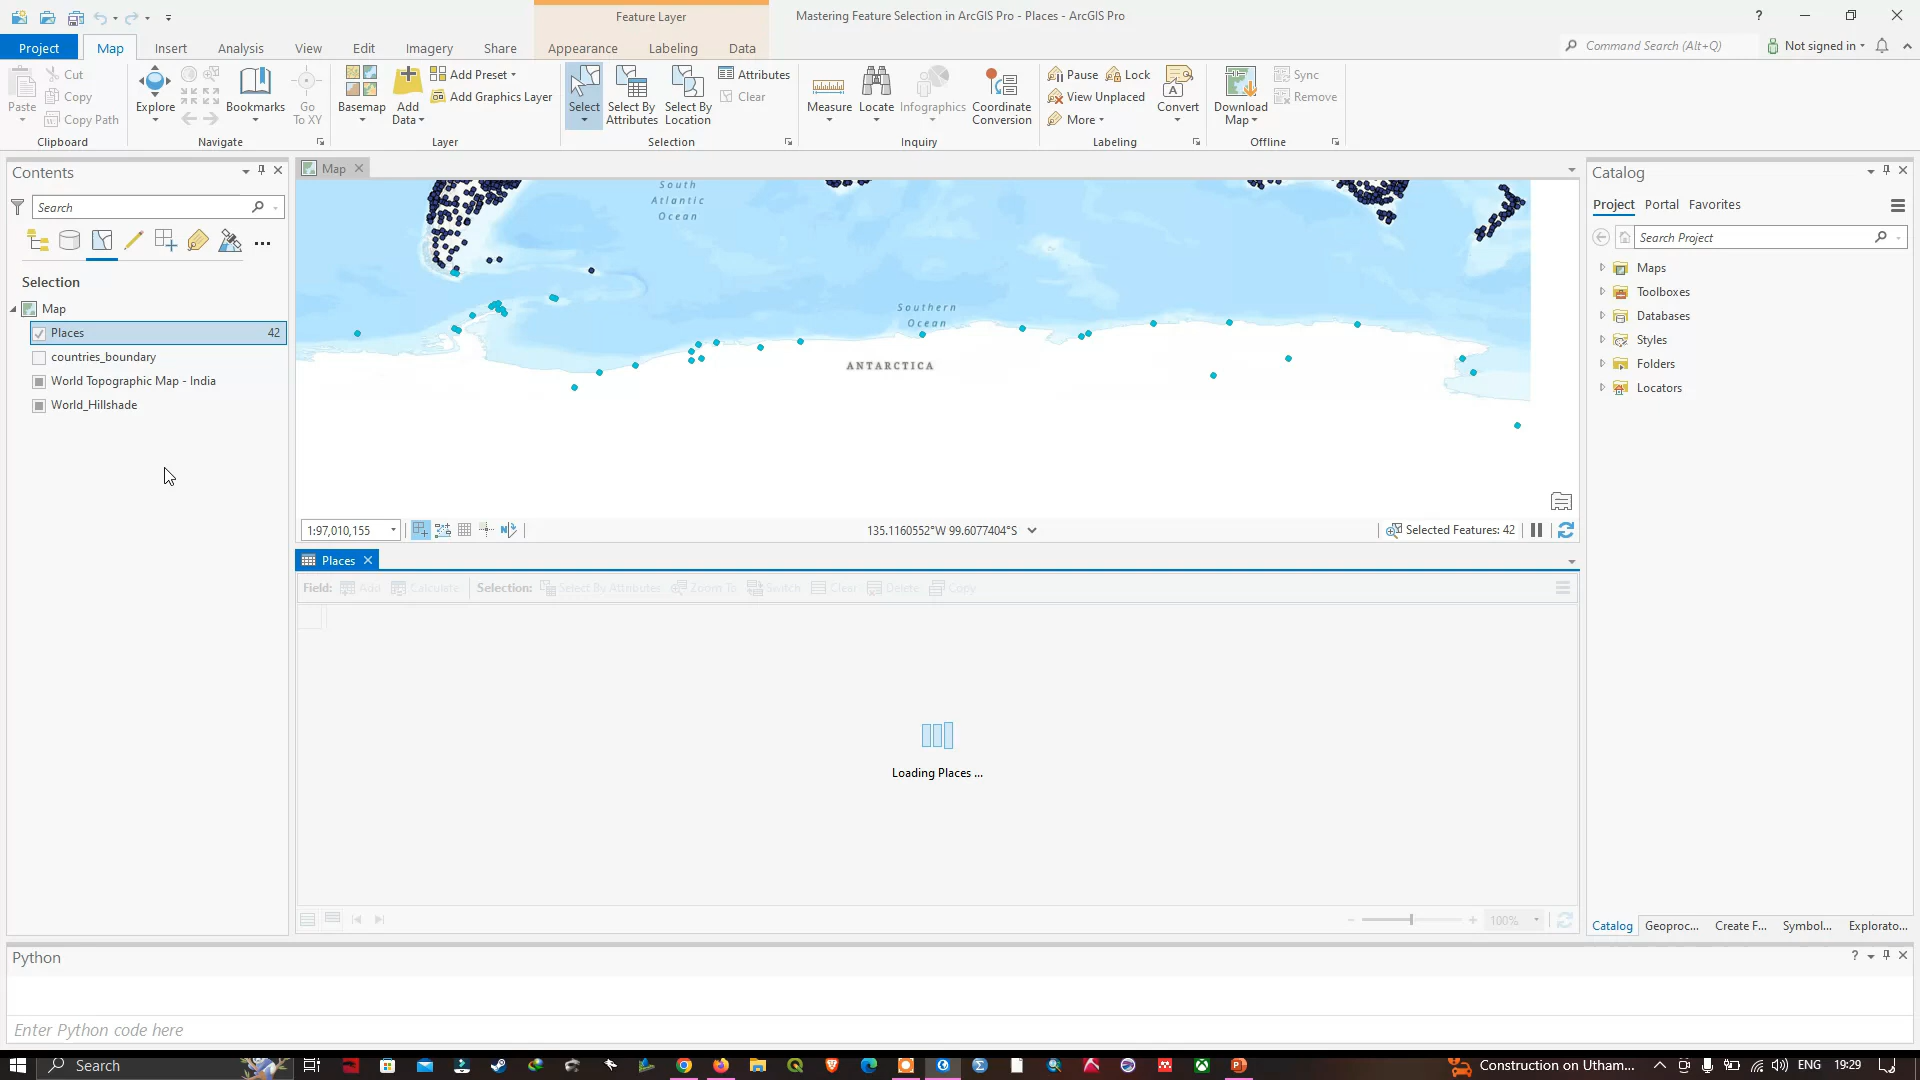 Feature Layer
Mastering Feature Selection in ArcGIS Pro - Places - ArcGIS Pro
?
Project
Map
Insert
Analysis
View
Edit
Imagery
Share
Appearance
Labeling
Data
Command Search (Alt+Q)
Not signed in
Paste
Cut
Copy
Copy Path
Clipboard
Explore
Bookmarks
Go To XY
Navigate
Basemap
Add Data
Add Preset
Add Graphics Layer
Layer
Select
Select By Attributes
Select By Location
Attributes
Clear
Selection
Measure
Locate
Infographics
Coordinate Conversion
Inquiry
Pause
Lock
View Unplaced
More
Convert
Labeling
Download Map
Sync
Remove
Offline
Contents
Search
Selection
Map
Places 42
countries_boundary
World Topographic Map - India
World_Hillshade
Map
South
Atlantic
Ocean
Southern
Ocean
ANTARCTICA
1:97,010,155
135.1160552°W 99.6077404°S
Selected Features: 42
Places
Field: Add Calculate Selection: Select By Attributes Zoom To Switch Clear Delete Copy
Loading Places ...
100%
Catalog
Project Portal Favorites
Search Project
Maps
Toolboxes
Databases
Styles
Folders
Locators
Catalog Geoproc... Create F... Symbol... Explorato...
Python
?
Enter Python code here
Search
Construction on Utham...
ENG
19:29